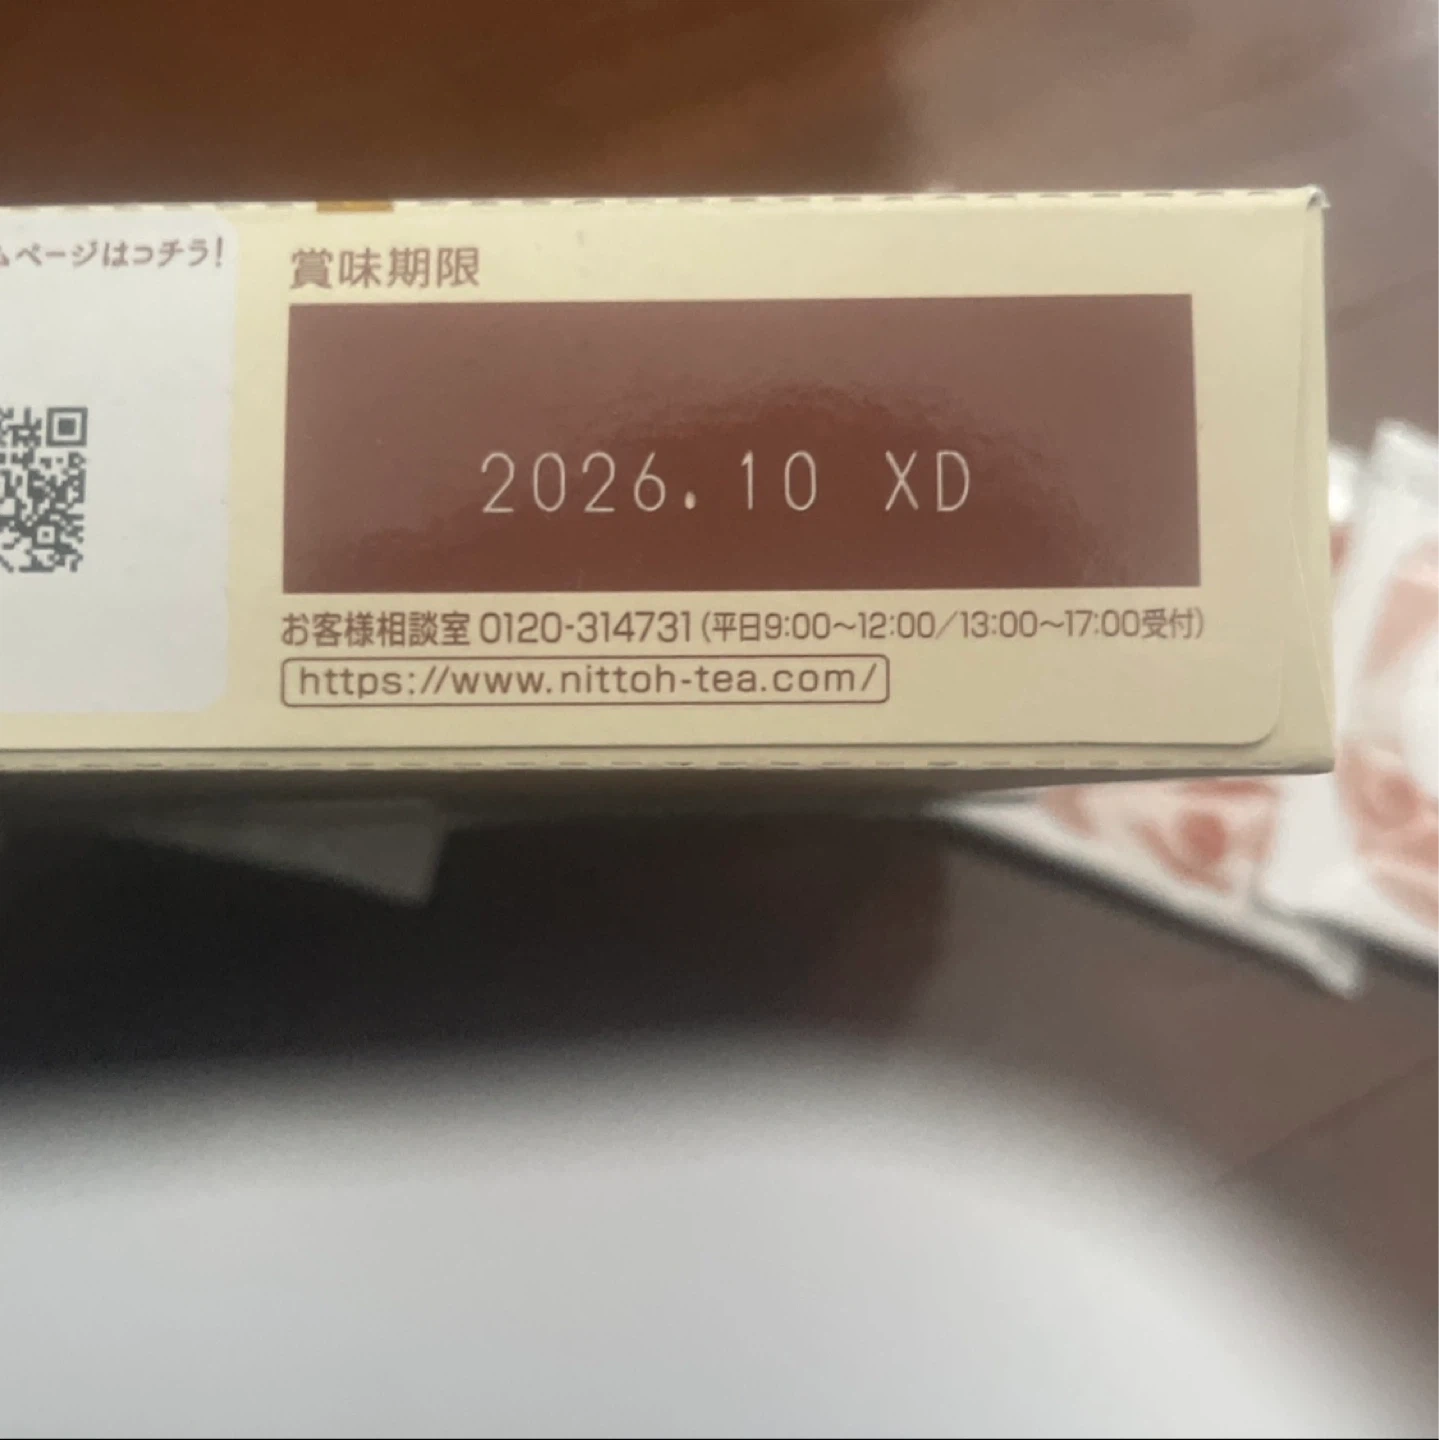 ページはコチラ!
賞味期限
2026.10 XD
お客様相談室 0120-314731(平日9:00〜12:00/13:00〜17:00受付)
https://www.nittoh-tea.com/